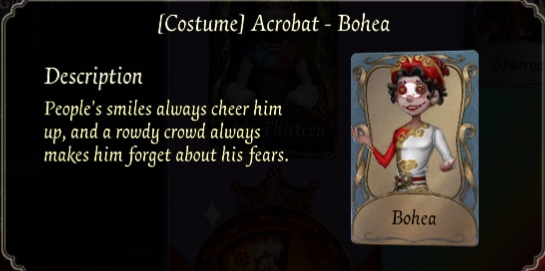 [Costume] Acrobat - Bohea
Description
People's smiles always cheer him
up, and a rowdy crowd always
makes him forget about his fears.
Thirteen
Bohea